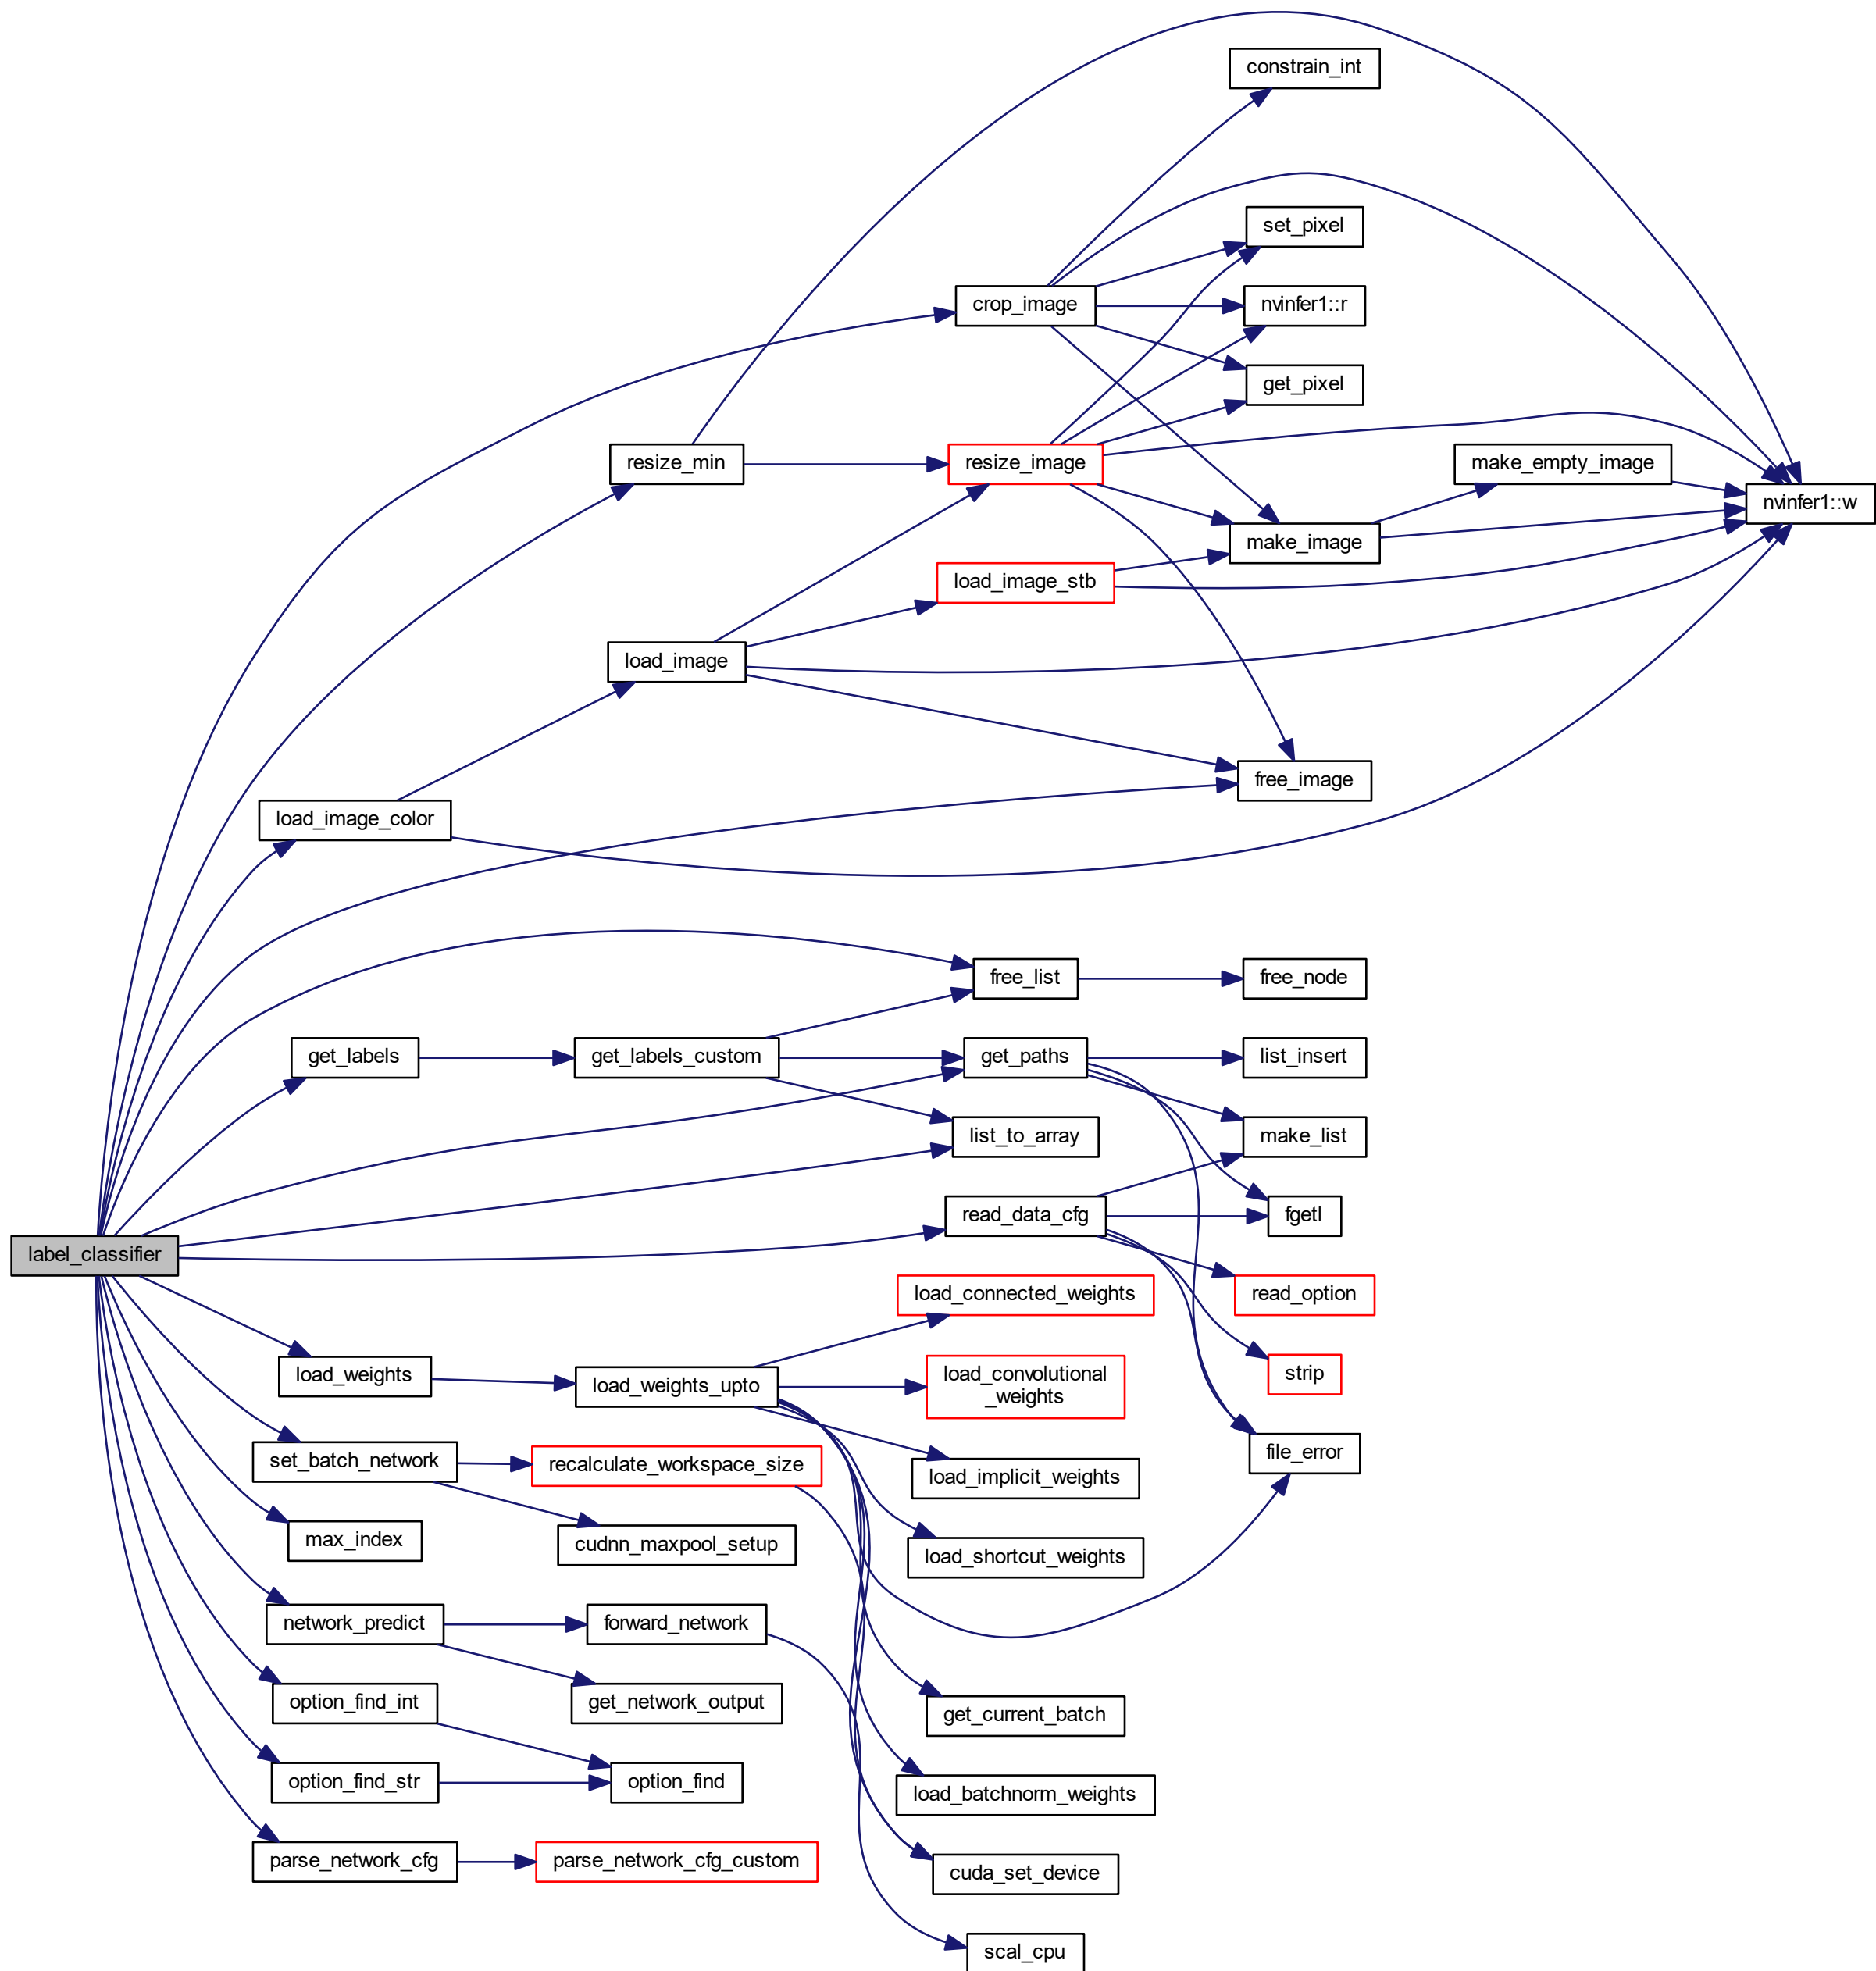 constrain_int
set_pixel
crop_image
nvinfer1::r
get_pixel
resize_min
resize_image
make_empty_image
nvinfer1::w
make_image
load_image_stb
load_image
free_image
load_image_color
free_list
free_node
get_labels
get_labels_custom
get_paths
list_insert
list_to_array
make_list
read_data_cfg
fgetl
label_classifier
load_connected_weights
read_option
load_weights
load_weights_upto
load_convolutional
_weights
strip
set_batch_network
recalculate_workspace_size
load_implicit_weights
file_error
max_index
cudnn_maxpool_setup
load_shortcut_weights
network_predict
forward_network
option_find_int
get_network_output
get_current_batch
option_find_str
option_find
load_batchnorm_weights
parse_network_cfg
parse_network_cfg_custom
cuda_set_device
scal_cpu